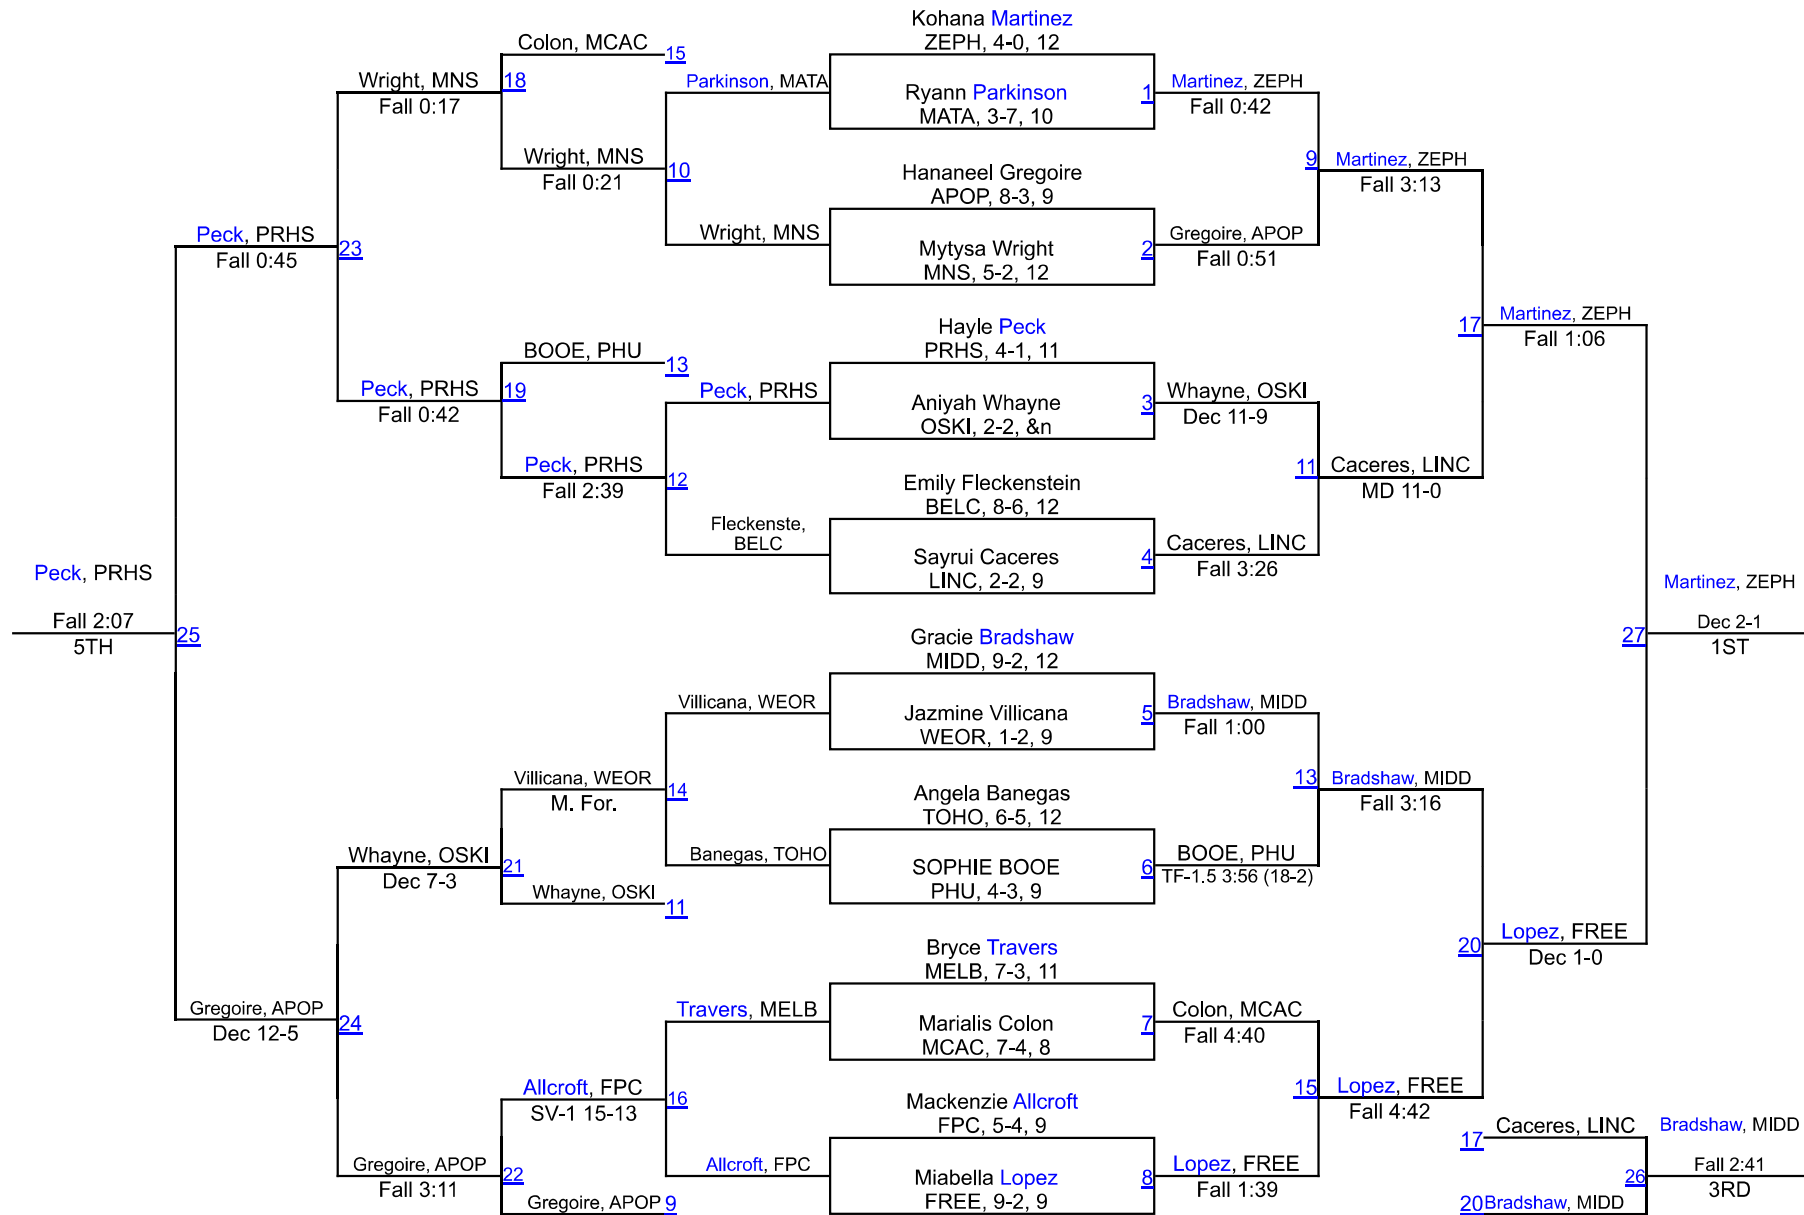 Kohana Martinez
ZEPH, 4-0, 12
Colon, MCAC
15
Wright, MNS
18
Fall 0:17
Parkinson, MATA
Ryann Parkinson
MATA, 3-7, 10
1
Martinez, ZEPH
Fall 0:42
Wright, MNS
10
Fall 0:21
Hananeel Gregoire
APOP, 8-3, 9
9
Martinez, ZEPH
Fall 3:13
Peck, PRHS
23
Fall 0:45
Wright, MNS
Mytysa Wright
MNS, 5-2, 12
2
Gregoire, APOP
Fall 0:51
Hayle Peck
PRHS, 4-1, 11
17
Martinez, ZEPH
Fall 1:06
BOOE, PHU
13
Peck, PRHS
19
Fall 0:42
Peck, PRHS
Aniyah Whayne
OSKI, 2-2, &n
3
Whayne, OSKI
Dec 11-9
Peck, PRHS
12
Fall 2:39
Emily Fleckenstein
BELC, 8-6, 12
11
Caceres, LINC
MD 11-0
Fleckenste,
BELC
Sayrui Caceres
LINC, 2-2, 9
4
Caceres, LINC
Fall 3:26
Peck, PRHS
Fall 2:07
5TH
25
Martinez, ZEPH
27
Dec 2-1
1ST
Gracie Bradshaw
MIDD, 9-2, 12
Villicana, WEOR
Jazmine Villicana
WEOR, 1-2, 9
5
Bradshaw, MIDD
Fall 1:00
Villicana, WEOR
14
M. For.
Angela Banegas
TOHO, 6-5, 12
13
Bradshaw, MIDD
Fall 3:16
Whayne, OSKI
21
Dec 7-3
Banegas, TOHO
SOPHIE BOOE
PHU, 4-3, 9
6
BOOE, PHU
TF-1.5 3:56 (18-2)
Whayne, OSKI
11
Bryce Travers
MELB, 7-3, 11
20
Lopez, FREE
Dec 1-0
Gregoire, APOP
24
Dec 12-5
Travers, MELB
Marialis Colon
MCAC, 7-4, 8
7
Colon, MCAC
Fall 4:40
Allcroft, FPC
16
SV-1 15-13
Mackenzie Allcroft
FPC, 5-4, 9
15
Lopez, FREE
Fall 4:42
Caceres, LINC
17
Bradshaw, MIDD
Gregoire, APOP
22
Fall 3:11
Allcroft, FPC
Miabella Lopez
FREE, 9-2, 9
8
Lopez, FREE
Fall 1:39
26
Fall 2:41
3RD
Gregoire, APOP 9
20 Bradshaw, MIDD